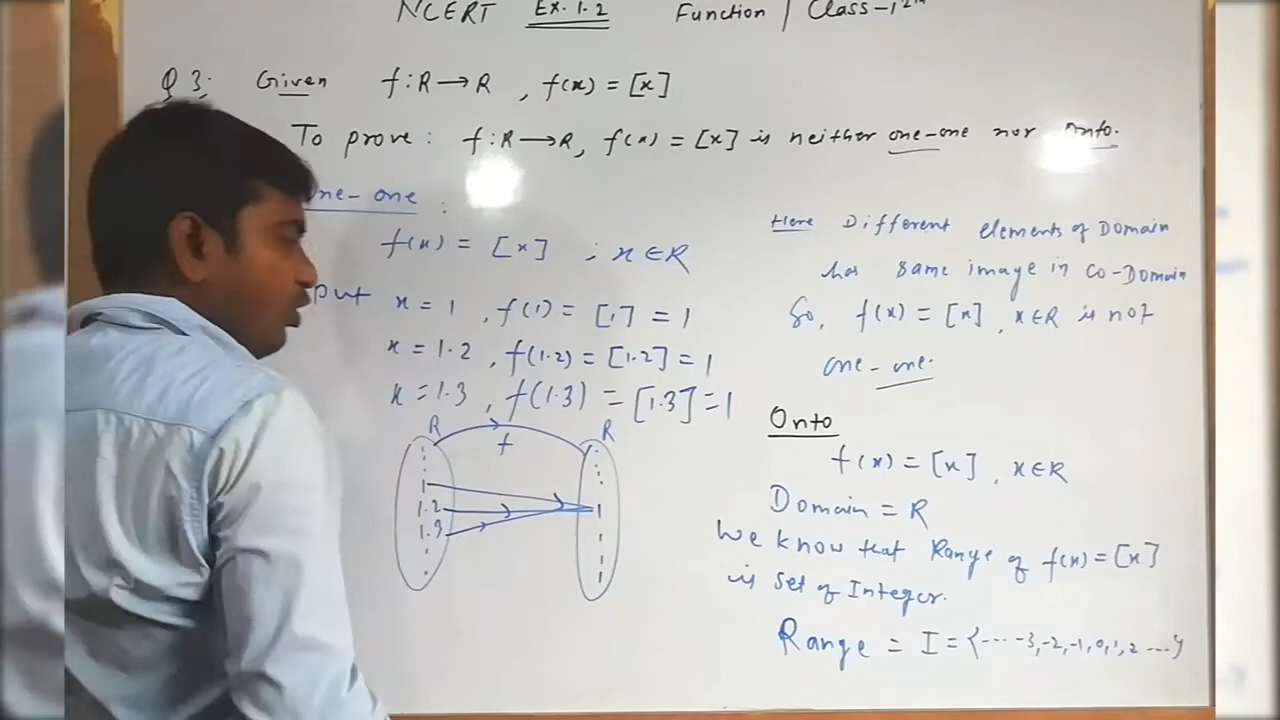 NCERT Ex. 1.2 Function / Class-12th
Q 3: Given f: R → R , f(x) = [x]
To prove : f: R → R, f(x) = [x] is neither one-one nor Onto.
ne-one :
f(x) = [x] ; x ∈ R
put x = 1 , f(1) = [1] = 1
x = 1.2 , f(1.2) = [1.2] = 1
x = 1.3 , f(1.3) = [1.3] = 1
R f R
1 1
1.2
1.3
Here Different elements of Domain
has same image in Co-Domain
So, f(x) = [x] , x ∈ R is not
one-one.
Onto
f(x) = [x] , x ∈ R
Domain = R
We know that Range of f(x) = [x]
is set of Integer.
Range = I = {---- -3, -2, -1, 0, 1, 2 ----}